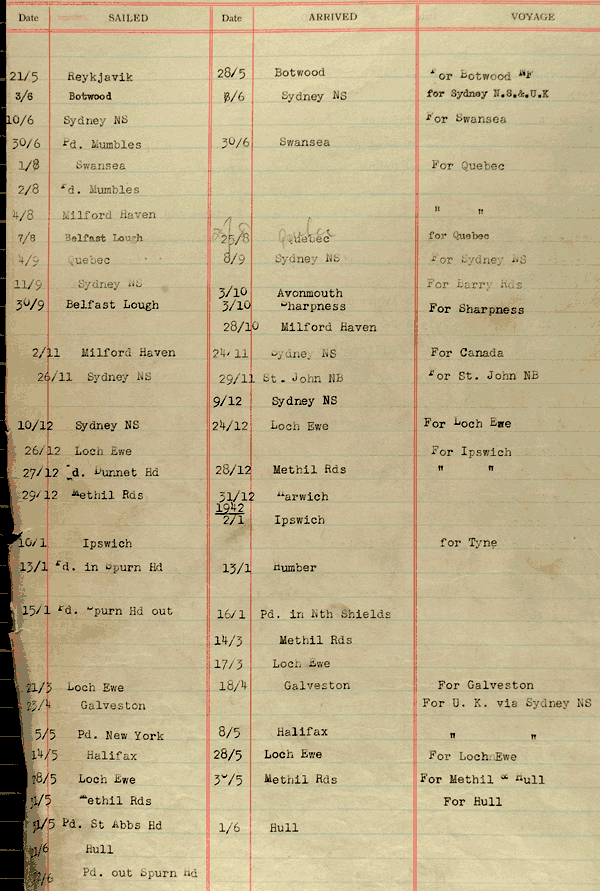 Date SAILED Date ARRIVED VOYAGE
21/5 Reykjavik 28/5 Botwood For Botwood NF
3/6 Botwood 8/6 Sydney NS for Sydney N.S.&.U.K
10/6 Sydney NS For Swansea
30/6 Pd. Mumbles 30/6 Swansea
1/8 Swansea For Quebec
2/8 Pd. Mumbles
4/8 Milford Haven " "
7/8 Belfast Lough 25/8 Quebec for Quebec
4/9 Quebec 8/9 Sydney NS For Sydney NS
11/9 Sydney NS For Barry Rds
3/10 Avonmouth
30/9 Belfast Lough 3/10 Sharpness For Sharpness
28/10 Milford Haven
2/11 Milford Haven 24/11 Sydney NS For Canada
26/11 Sydney NS 29/11 St. John NB For St. John NB
9/12 Sydney NS
10/12 Sydney NS 24/12 Loch Ewe For Loch Ewe
26/12 Loch Ewe For Ipswich
27/12 Pd. Dunnet Hd 28/12 Methil Rds " "
29/12 Methil Rds 31/12 Harwich
1942
2/1 Ipswich
10/1 Ipswich for Tyne
13/1 Pd. in Spurn Hd 13/1 Humber
15/1 Pd. Spurn Hd out 16/1 Pd. in Nth Shields
14/3 Methil Rds
17/3 Loch Ewe
21/3 Loch Ewe 18/4 Galveston For Galveston
23/4 Galveston For U. K. via Sydney NS
5/5 Pd. New York 8/5 Halifax " "
14/5 Halifax 28/5 Loch Ewe For Loch Ewe
28/5 Loch Ewe 30/5 Methil Rds For Methil & Hull
31/5 Methil Rds For Hull
31/5 Pd. St Abbs Hd 1/6 Hull
/6 Hull
/6 Pd. out Spurn Hd